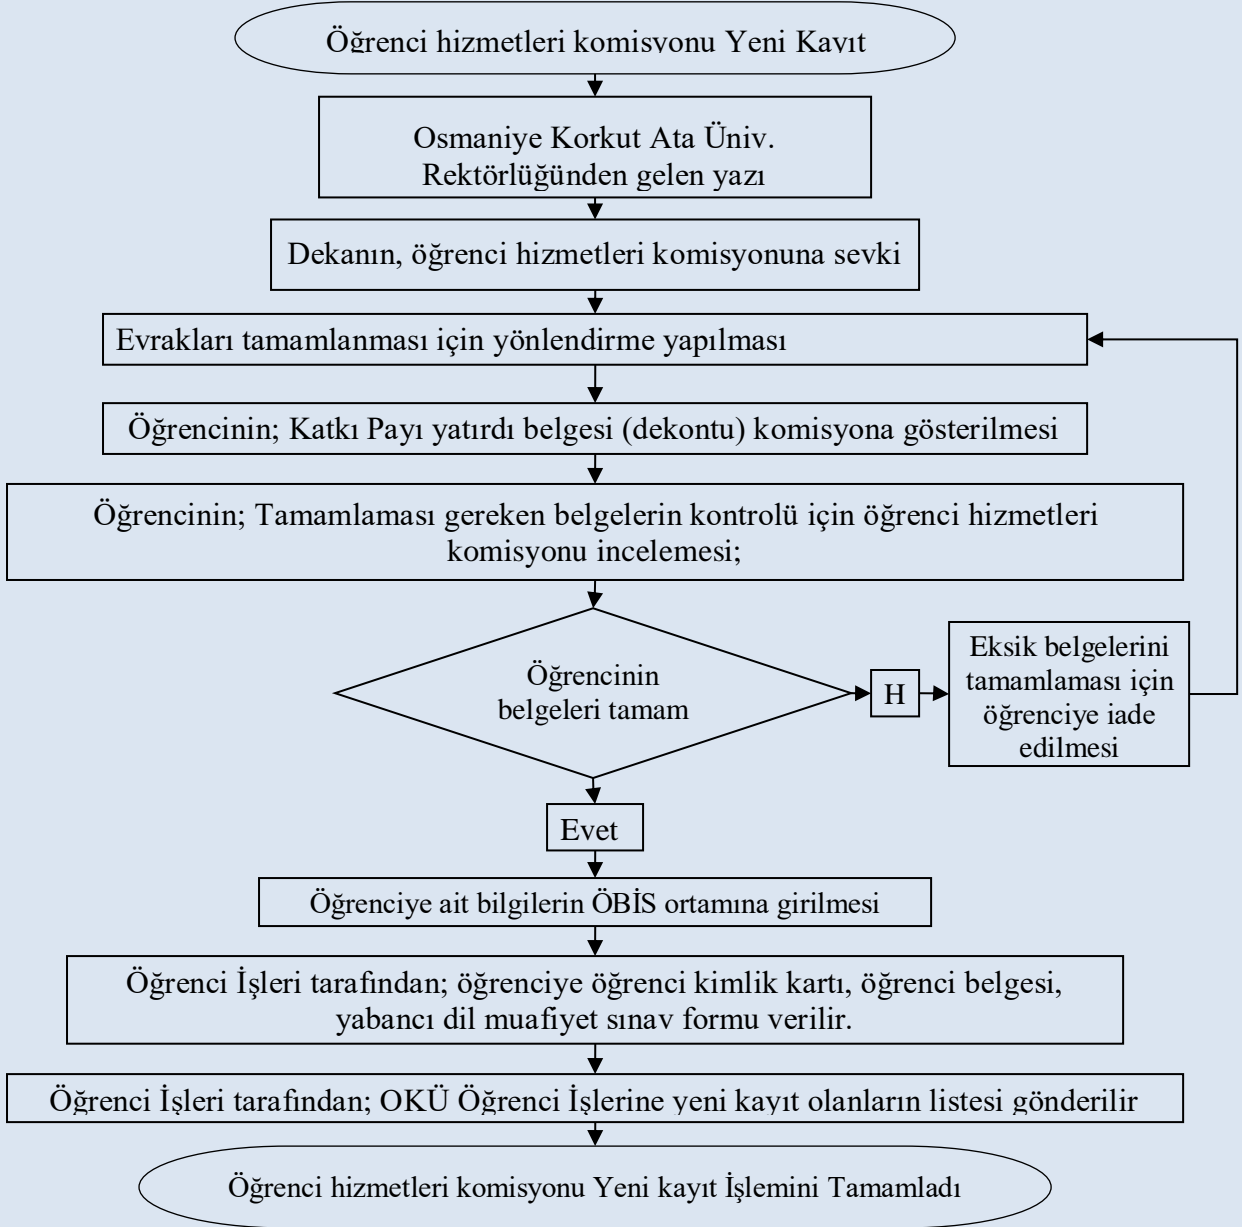 Öğrenci hizmetleri komisyonu Yeni Kayıt
Osmaniye Korkut Ata Üniv.
Rektörlüğünden gelen yazı
Dekanın, öğrenci hizmetleri komisyonuna sevki
Evrakları tamamlanması için yönlendirme yapılması
Öğrencinin; Katkı Payı yatırdı belgesi (dekontu) komisyona gösterilmesi
Öğrencinin; Tamamlaması gereken belgelerin kontrolü için öğrenci hizmetleri
komisyonu incelemesi;
Öğrencinin
belgeleri tamam
H
Eksik belgelerini
tamamlaması için
öğrenciye iade
edilmesi
Evet
Öğrenciye ait bilgilerin ÖBİS ortamına girilmesi
Öğrenci İşleri tarafından; öğrenciye öğrenci kimlik kartı, öğrenci belgesi,
yabancı dil muafiyet sınav formu verilir.
Öğrenci İşleri tarafından; OKÜ Öğrenci İşlerine yeni kayıt olanların listesi gönderilir
Öğrenci hizmetleri komisyonu Yeni kayıt İşlemini Tamamladı